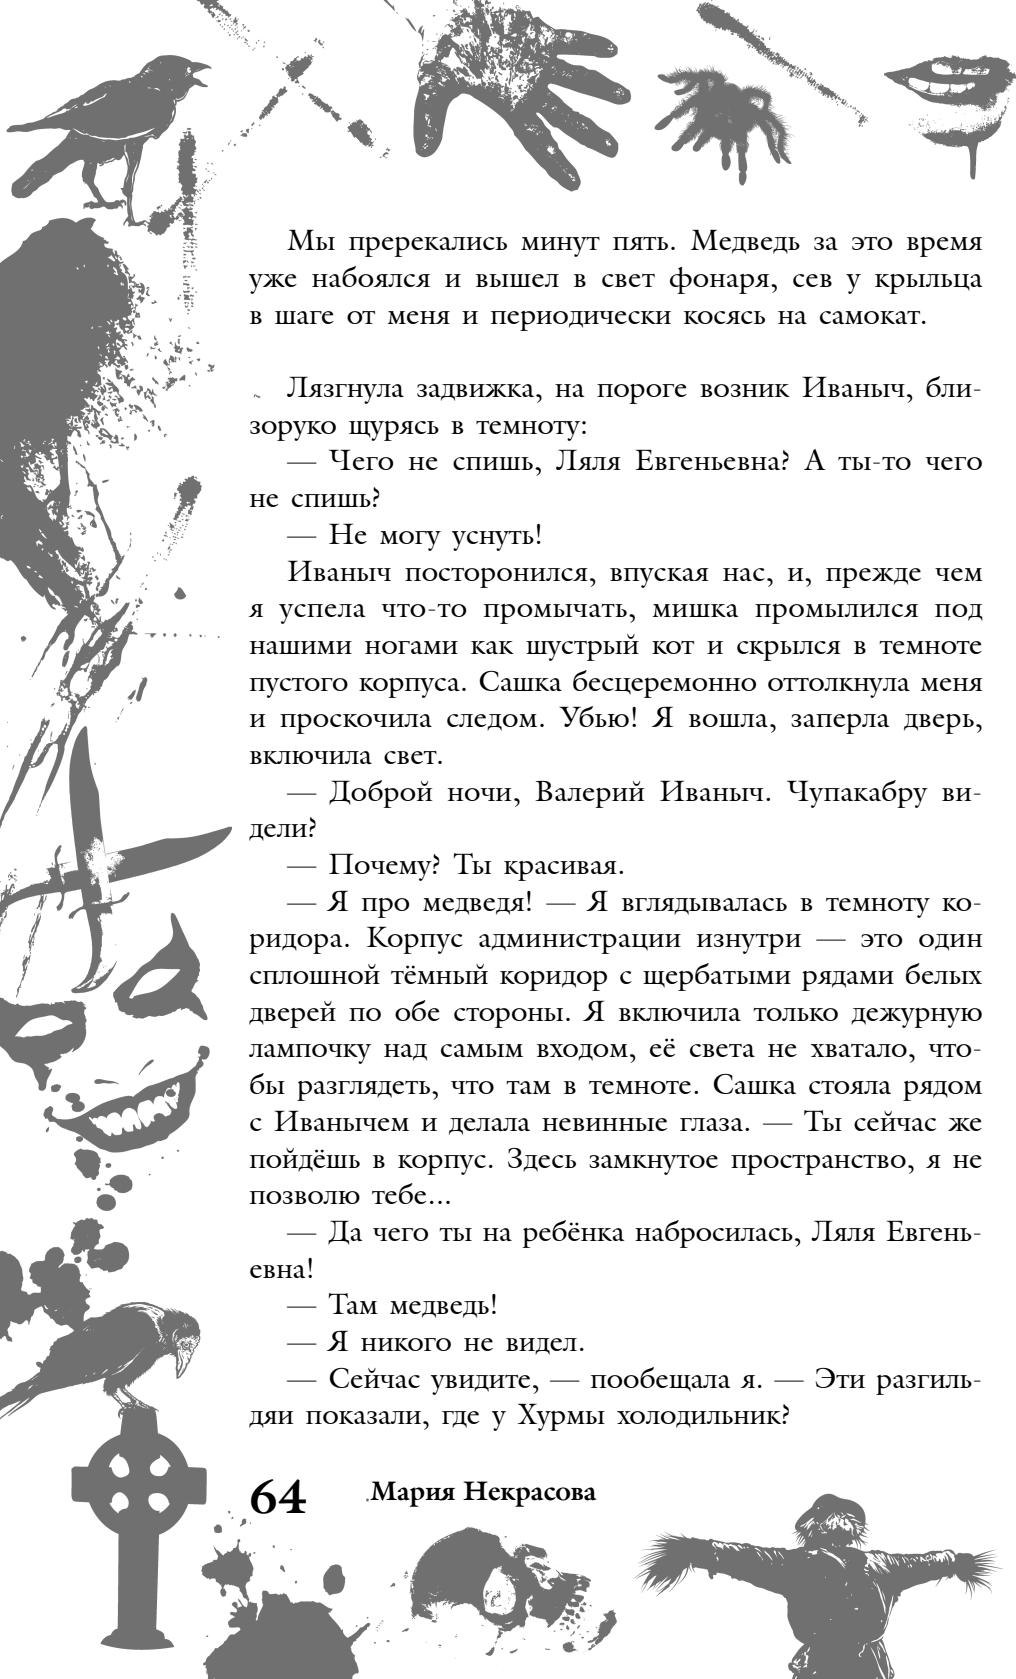 Мы пререкались минут пять. Медведь за это время
уже набоялся и вышел в свет фонаря, сев у крыльца
в шаге от меня и периодически косясь на самокат.
Лязгнула задвижка, на пороге возник Иваныч, бли-
зоруко щурясь в темноту:
— Чего не спишь, Ляля Евгеньевна? А ты-то чего
не спишь?
— Не могу уснуть!
Иваныч посторонился, впуская нас, и, прежде чем
я успела что-то промычать, мишка промылился под
нашими ногами как шустрый кот и скрылся в темноте
пустого корпуса. Сашка бесцеремонно оттолкнула меня
и проскочила следом. Убью! Я вошла, заперла дверь,
включила свет.
— Доброй ночи, Валерий Иваныч. Чупакабру ви-
дели?
— Почему? Ты красивая.
— Я про медведя! — Я вглядывалась в темноту ко-
ридора. Корпус администрации изнутри — это один
сплошной тёмный коридор с щербатыми рядами белых
дверей по обе стороны. Я включила только дежурную
лампочку над самым входом, её света не хватало, что-
бы разглядеть, что там в темноте. Сашка стояла рядом
с Иванычем и делала невинные глаза. — Ты сейчас же
пойдёшь в корпус. Здесь замкнутое пространство, я не
позволю тебе...
— Да чего ты на ребёнка набросилась, Ляля Евгень-
евна!
— Там медведь!
— Я никого не видел.
— Сейчас увидите, — пообещала я. — Эти разгиль-
дяи показали, где у Хурмы холодильник?
64 Мария Некрасова